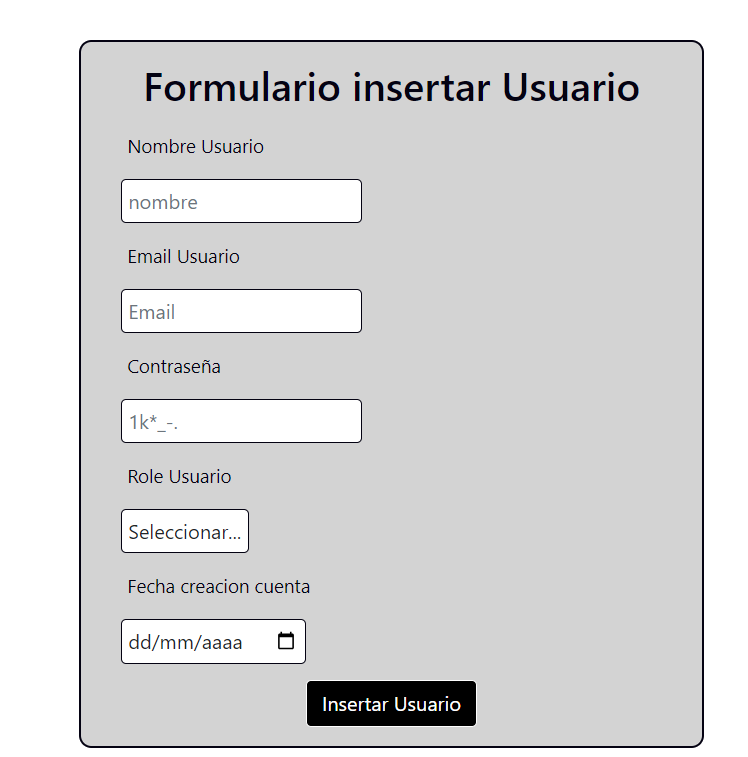 Formulario insertar Usuario
Nombre Usuario
nombre
Email Usuario
Email
Contraseña
1k*_-.
Role Usuario
Seleccionar...
Fecha creacion cuenta
dd/mm/aaaa
Insertar Usuario